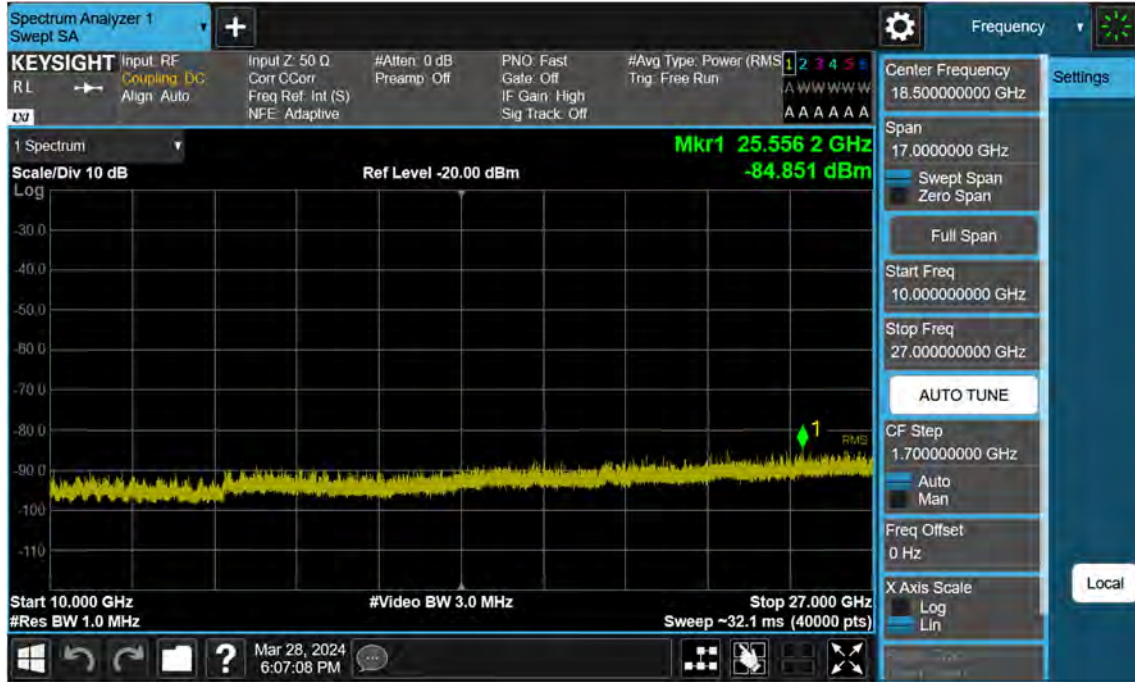 Spectrum Analyzer 1
Swept SA
Frequency
KEYSIGHT
RL
LXI
Input: RF
Coupling: DC
Align: Auto
Input Z: 50 Ω
Corr CCorr
Freq Ref: Int (S)
NFE: Adaptive
#Atten: 0 dB
Preamp: Off
PNO: Fast
Gate: Off
IF Gain: High
Sig Track: Off
#Avg Type: Power (RMS
Trig: Free Run
1 2 3 4 5 6
A W W W W W
A A A A A A
1 Spectrum
Scale/Div 10 dB
Log
Ref Level -20.00 dBm
Mkr1 25.556 2 GHz
-84.851 dBm
-30.0
-40.0
-50.0
-60.0
-70.0
-80.0
-90.0
-100
-110
1
RMS
Start 10.000 GHz
#Res BW 1.0 MHz
#Video BW 3.0 MHz
Stop 27.000 GHz
Sweep ~32.1 ms (40000 pts)
Center Frequency
18.500000000 GHz
Span
17.0000000 GHz
Swept Span
Zero Span
Full Span
Start Freq
10.000000000 GHz
Stop Freq
27.000000000 GHz
AUTO TUNE
CF Step
1.700000000 GHz
Auto
Man
Freq Offset
0 Hz
X Axis Scale
Log
Lin
Settings
Local
?
Mar 28, 2024
6:07:08 PM